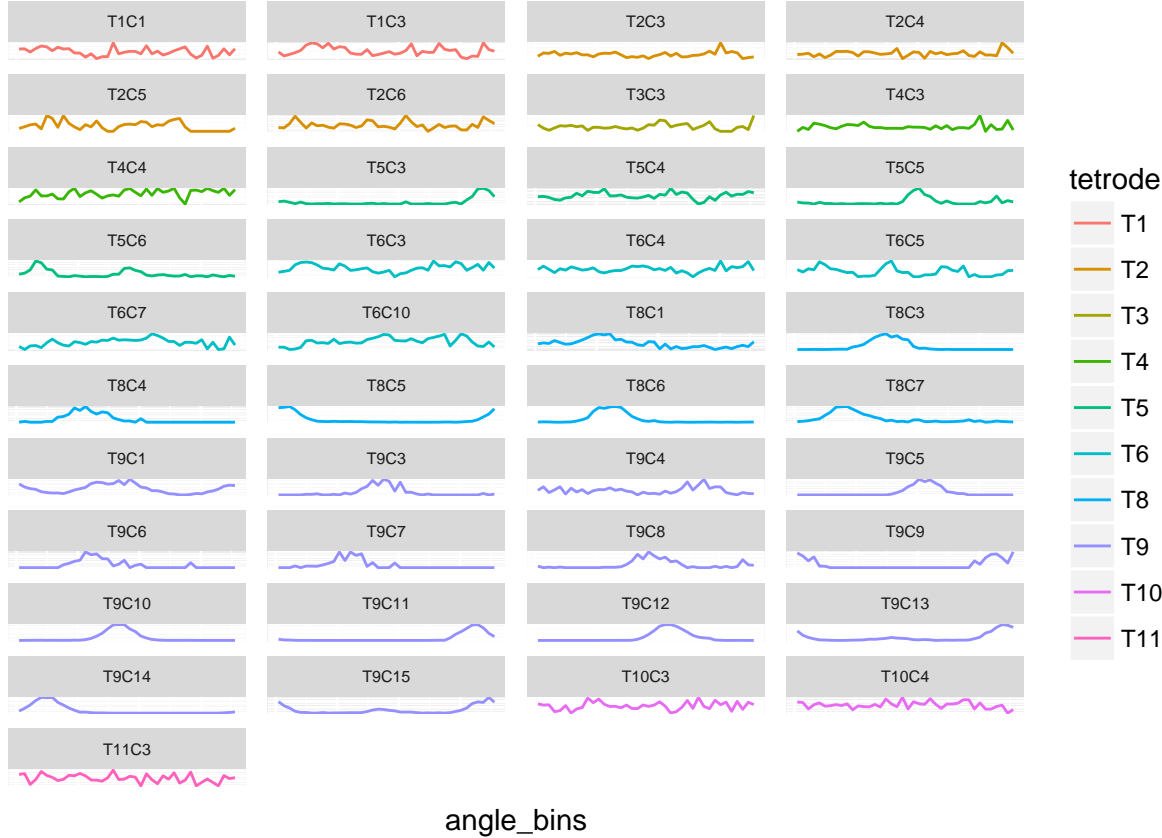 T1C1 T1C3 T2C3 T2C4
T2C5 T2C6 T3C3 T4C3
T4C4 T5C3 T5C4 T5C5
T5C6 T6C3 T6C4 T6C5
T6C7 T6C10 T8C1 T8C3
T8C4 T8C5 T8C6 T8C7
T9C1 T9C3 T9C4 T9C5
T9C6 T9C7 T9C8 T9C9
T9C10 T9C11 T9C12 T9C13
T9C14 T9C15 T10C3 T10C4
T11C3
angle_bins
tetrode
T1
T2
T3
T4
T5
T6
T8
T9
T10
T11